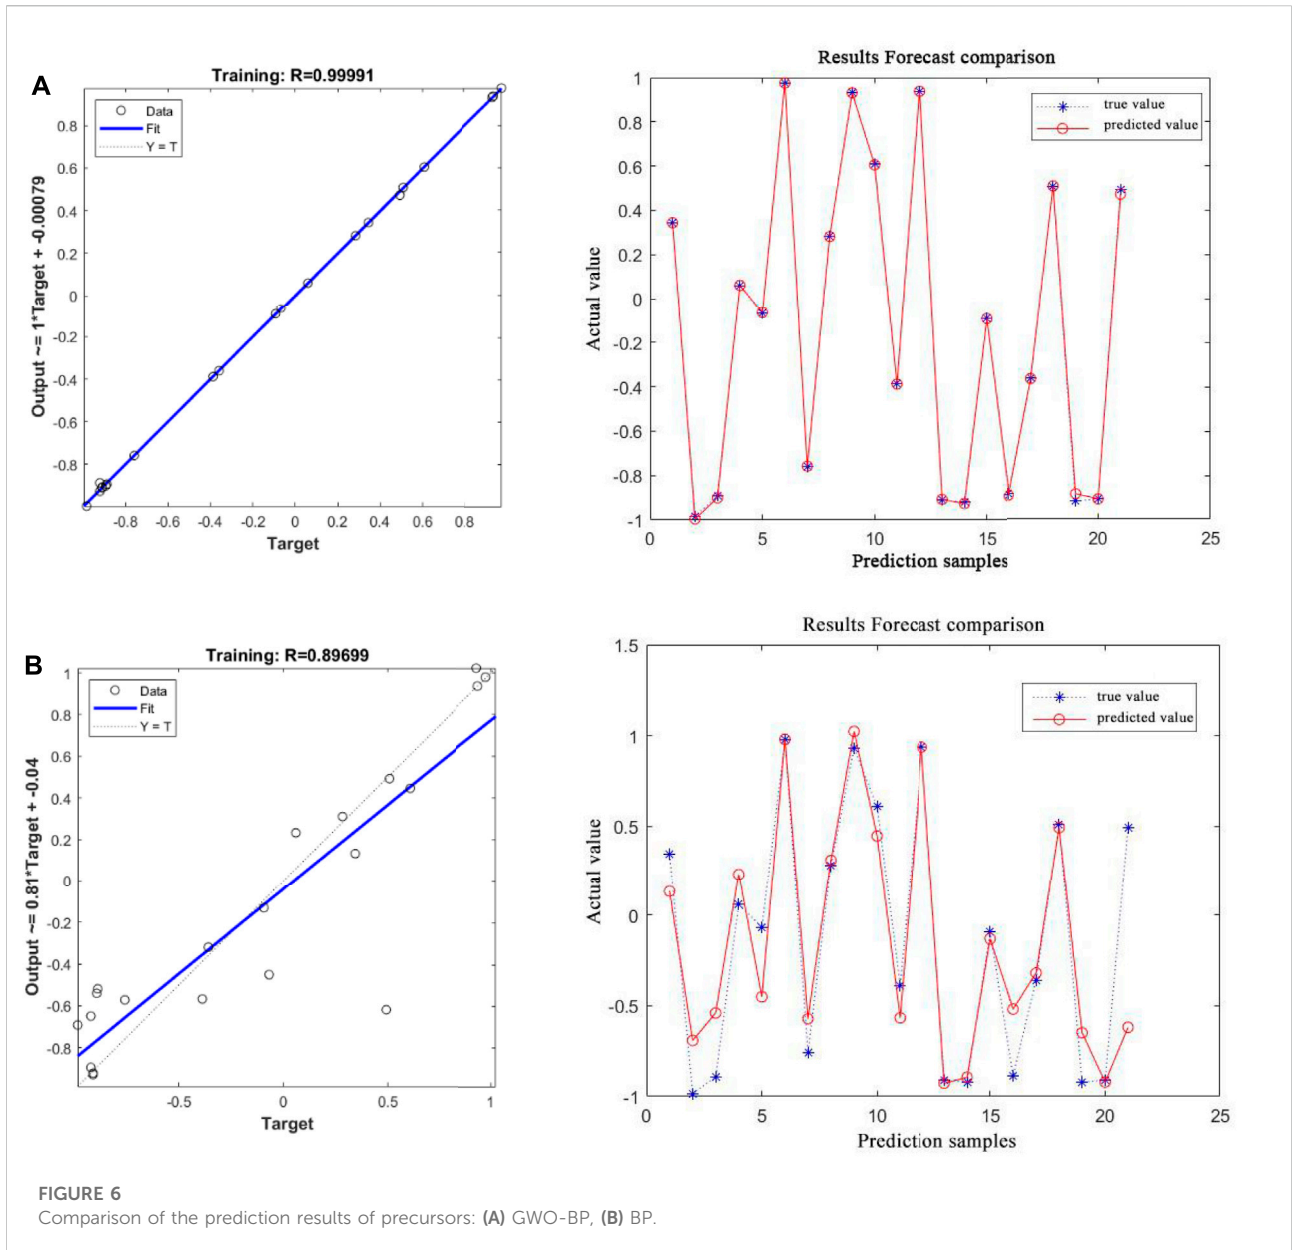 A
Training: R=0.99991
Data
Fit
Y = T
Output ~= 1*Target + -0.00079
0.8
0.6
0.4
0.2
0
-0.2
-0.4
-0.6
-0.8
-0.8 -0.6 -0.4 -0.2 0 0.2 0.4 0.6 0.8
Target
Results Forecast comparison
true value
predicted value
Actual value
1
0.8
0.6
0.4
0.2
0
-0.2
-0.4
-0.6
-0.8
-1
0 5 10 15 20 25
Prediction samples
B
Training: R=0.89699
Data
Fit
Y = T
Output ~= 0.81*Target + -0.04
1
0.8
0.6
0.4
0.2
0
-0.2
-0.4
-0.6
-0.8
-0.5 0 0.5 1
Target
Results Forecast comparison
true value
predicted value
Actual value
1.5
1
0.5
0
-0.5
-1
0 5 10 15 20 25
Prediction samples
FIGURE 6
Comparison of the prediction results of precursors: (A) GWO-BP, (B) BP.